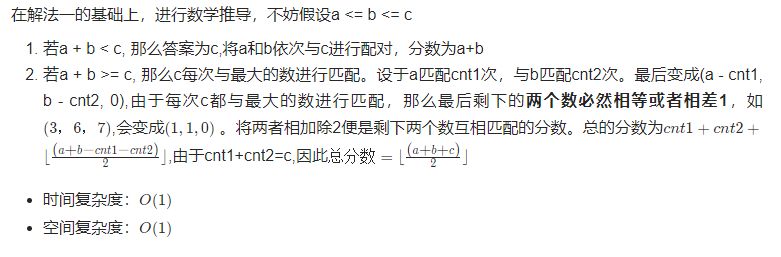 在解法一的基础上，进行数学推导，不妨假设a <= b <= c
1. 若a + b < c, 那么答案为c,将a和b依次与c进行配对，分数为a+b
2. 若a + b >= c, 那么c每次与最大的数进行匹配。设于a匹配cnt1次，与b匹配cnt2次。最后变成(a - cnt1,
b - cnt2, 0),由于每次c都与最大的数进行匹配，那么最后剩下的两个数必然相等或者相差1，如
(3，6，7),会变成(1, 1, 0) 。将两者相加除2便是剩下两个数互相匹配的分数。总的分数为cnt1 + cnt2 +
⌊(a+b−cnt1−cnt2)/2⌋,由于cnt1+cnt2=c,因此总分数 = ⌊(a+b+c)/2⌋
• 时间复杂度：O(1)
• 空间复杂度：O(1)